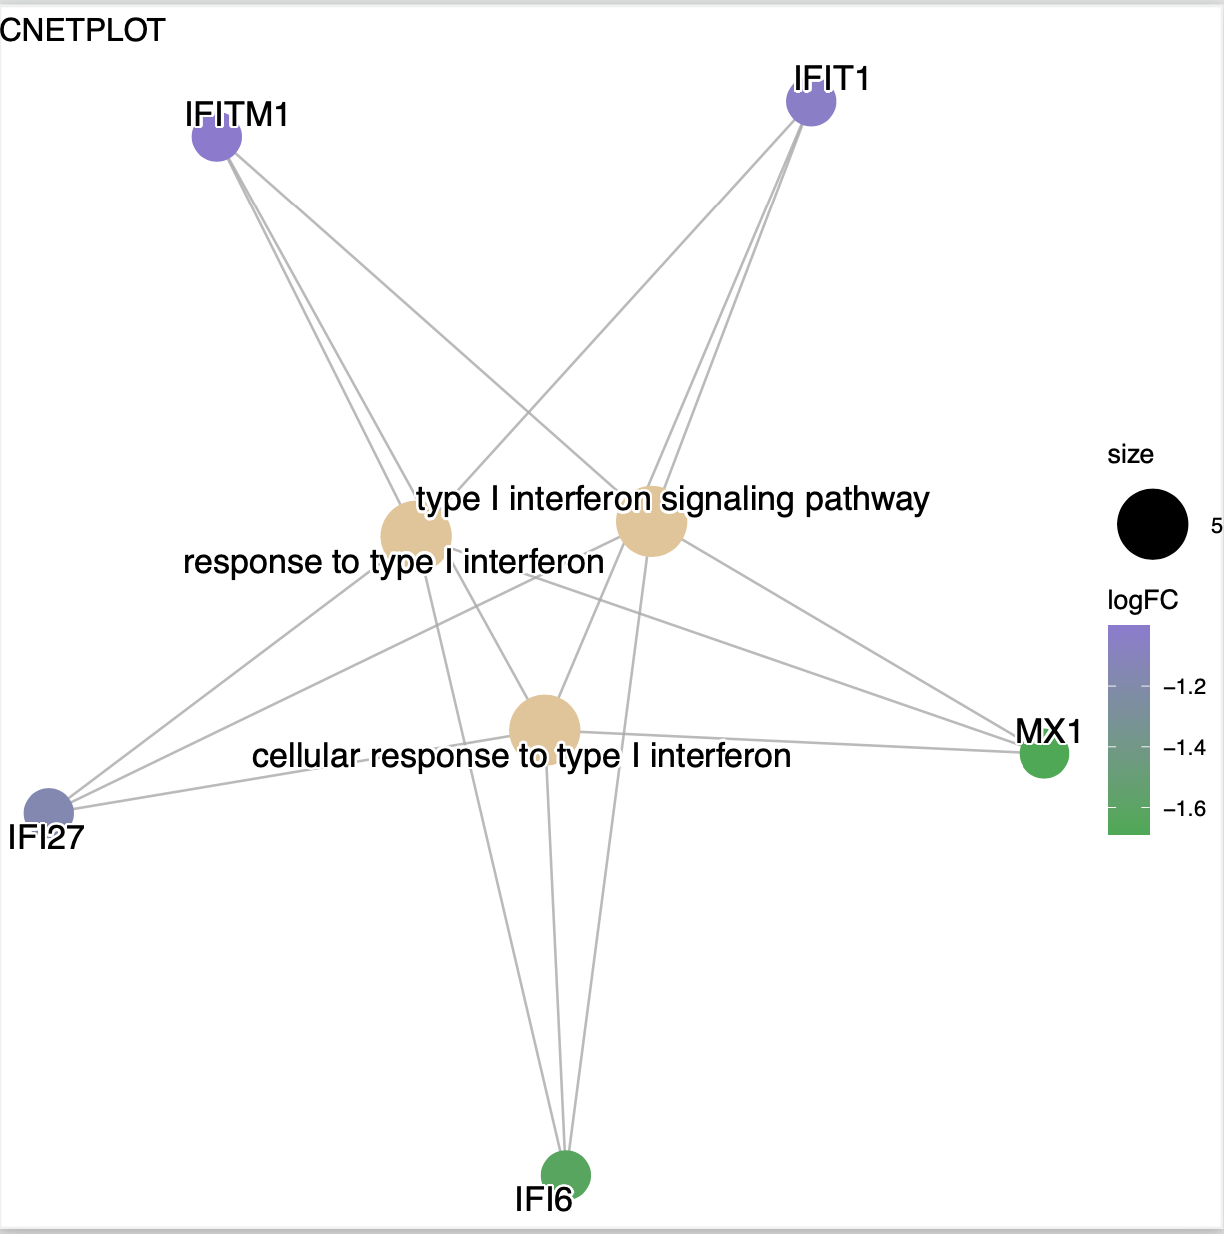 CNETPLOT
IFIT1
IFITM1
size
type I interferon signaling pathway
5
response to type I interferon
logFC
−1.2
MX1
−1.4
cellular response to type I interferon
−1.6
IFI27
IFI6